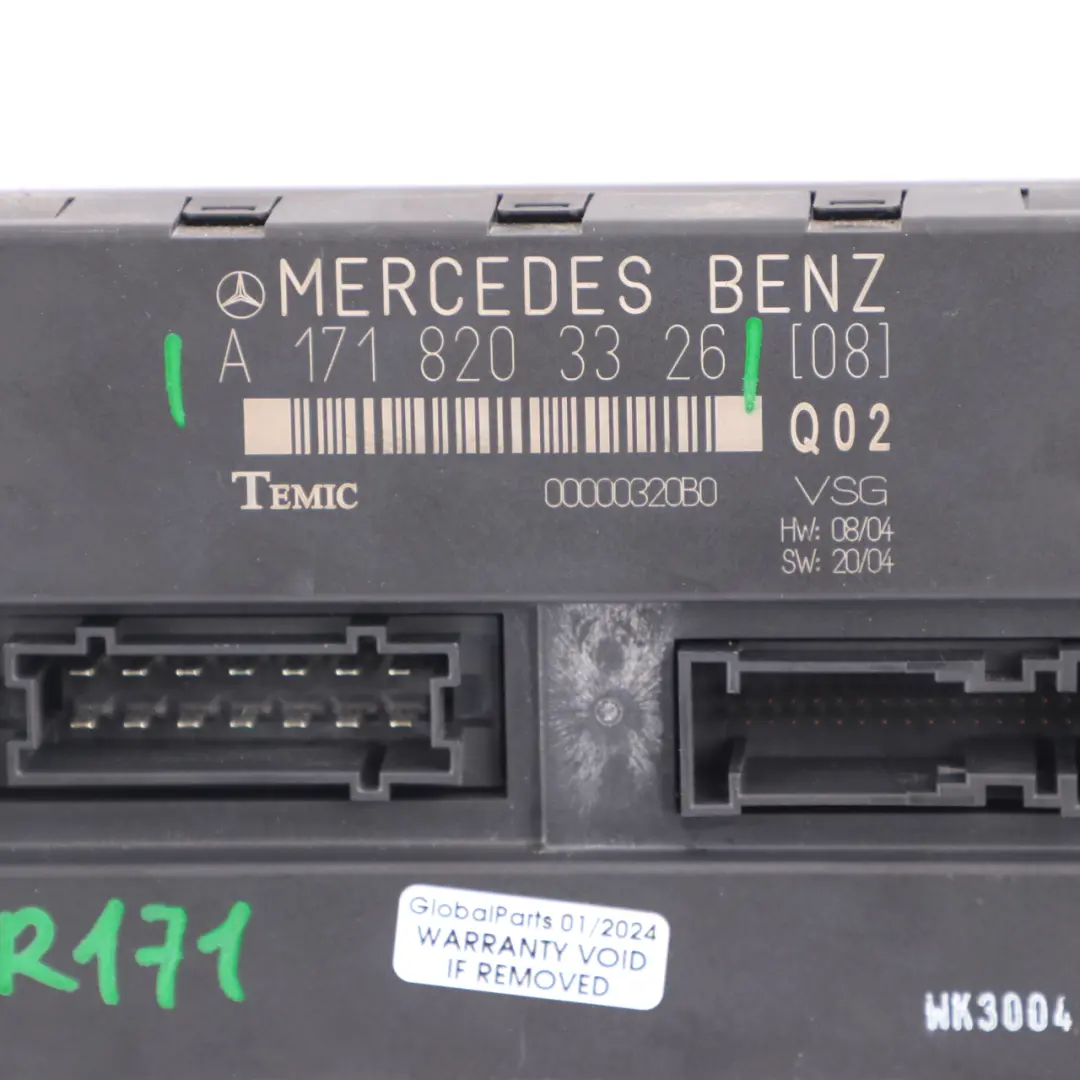 MERCEDES BENZ
A 171 820 33 26 [08]
Q02
TEMIC 00000320B0 VSG
HW: 08/04
SW: 20/04
R171
GlobalParts 01/2024
WARRANTY VOID
IF REMOVED
WK3004